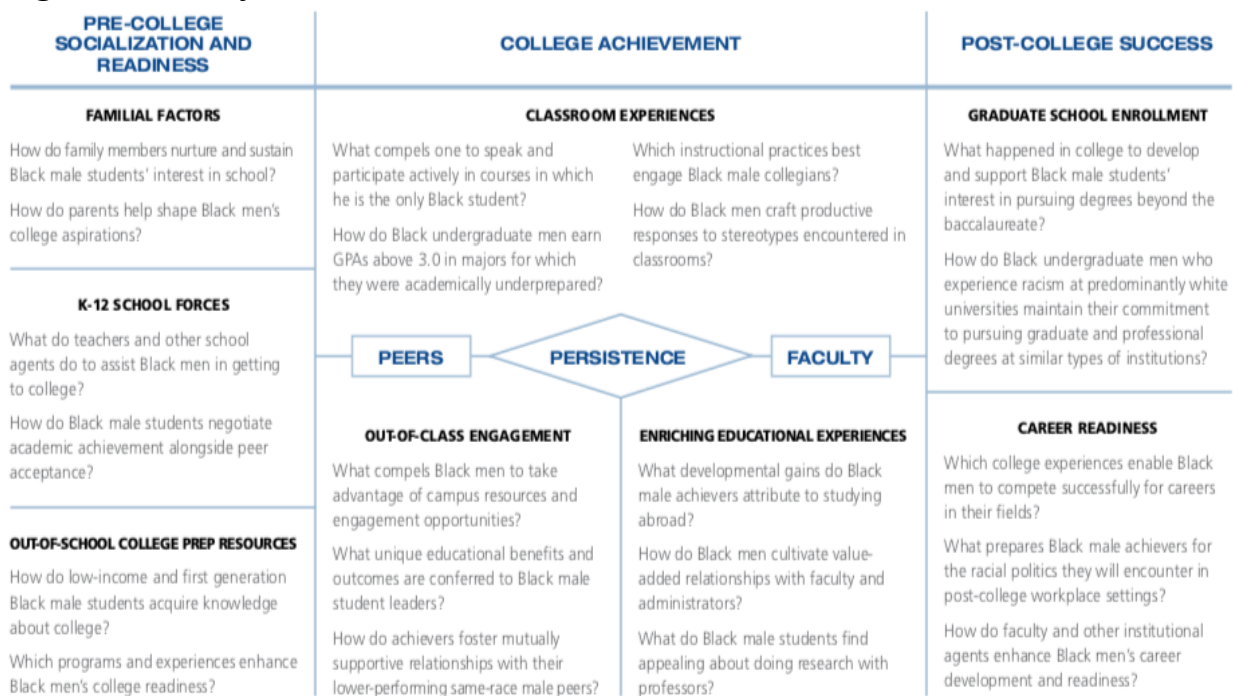 PRE-COLLEGE
SOCIALIZATION AND
READINESS
FAMILIAL FACTORS
How do family members nurture and sustain
Black male students' interest in school?
How do parents help shape Black men's
college aspirations?
K-12 SCHOOL FORCES
What do teachers and other school
agents do to assist Black men in getting
to college?
How do Black male students negotiate
academic achievement alongside peer
acceptance?
OUT-OF-SCHOOL COLLEGE PREP RESOURCES
How do low-income and first generation
Black male students acquire knowledge
about college?
Which programs and experiences enhance
Black men's college readiness?
COLLEGE ACHIEVEMENT
CLASSROOM EXPERIENCES
What compels one to speak and
participate actively in courses in which
he is the only Black student?
How do Black undergraduate men earn
GPAs above 3.0 in majors for which
they were academically underprepared?
Which instructional practices best
engage Black male collegians?
How do Black men craft productive
responses to stereotypes encountered in
classrooms?
PEERS
PERSISTENCE
FACULTY
OUT-OF-CLASS ENGAGEMENT
What compels Black men to take
advantage of campus resources and
engagement opportunities?
What unique educational benefits and
outcomes are conferred to Black male
student leaders?
How do achievers foster mutually
supportive relationships with their
lower-performing same-race male peers?
ENRICHING EDUCATIONAL EXPERIENCES
What developmental gains do Black
male achievers attribute to studying
abroad?
How do Black men cultivate value-
added relationships with faculty and
administrators?
What do Black male students find
appealing about doing research with
professors?
POST-COLLEGE SUCCESS
GRADUATE SCHOOL ENROLLMENT
What happened in college to develop
and support Black male students'
interest in pursuing degrees beyond the
baccalaureate?
How do Black undergraduate men who
experience racism at predominantly white
universities maintain their commitment
to pursuing graduate and professional
degrees at similar types of institutions?
CAREER READINESS
Which college experiences enable Black
men to compete successfully for careers
in their fields?
What prepares Black male achievers for
the racial politics they will encounter in
post-college workplace settings?
How do faculty and other institutional
agents enhance Black men's career
development and readiness?